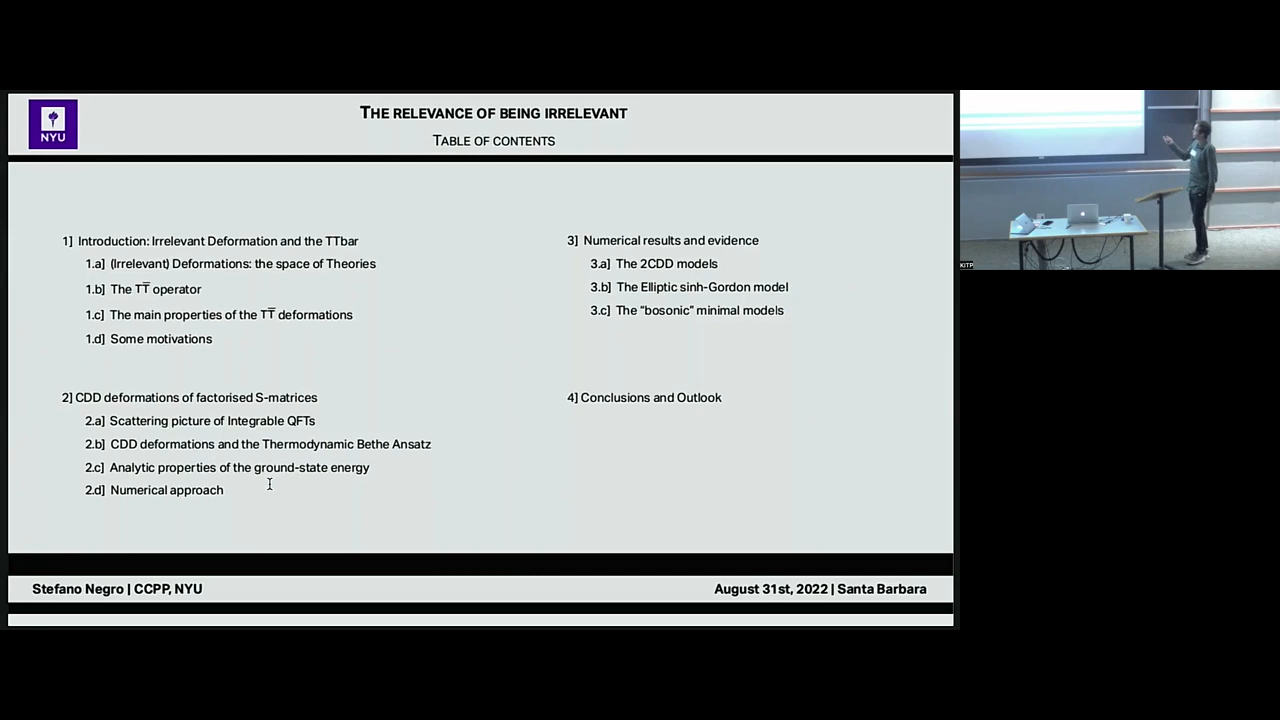 NYU
THE RELEVANCE OF BEING IRRELEVANT
TABLE OF CONTENTS
1] Introduction: Irrelevant Deformation and the TTbar
1.a] (Irrelevant) Deformations: the space of Theories
1.b] The TT̅ operator
1.c] The main properties of the TT̅ deformations
1.d] Some motivations
2] CDD deformations of factorised S-matrices
2.a] Scattering picture of Integrable QFTs
2.b] CDD deformations and the Thermodynamic Bethe Ansatz
2.c] Analytic properties of the ground-state energy
2.d] Numerical approach
3] Numerical results and evidence
3.a] The 2CDD models
3.b] The Elliptic sinh-Gordon model
3.c] The “bosonic” minimal models
4] Conclusions and Outlook
Stefano Negro | CCPP, NYU
August 31st, 2022 | Santa Barbara
KITP